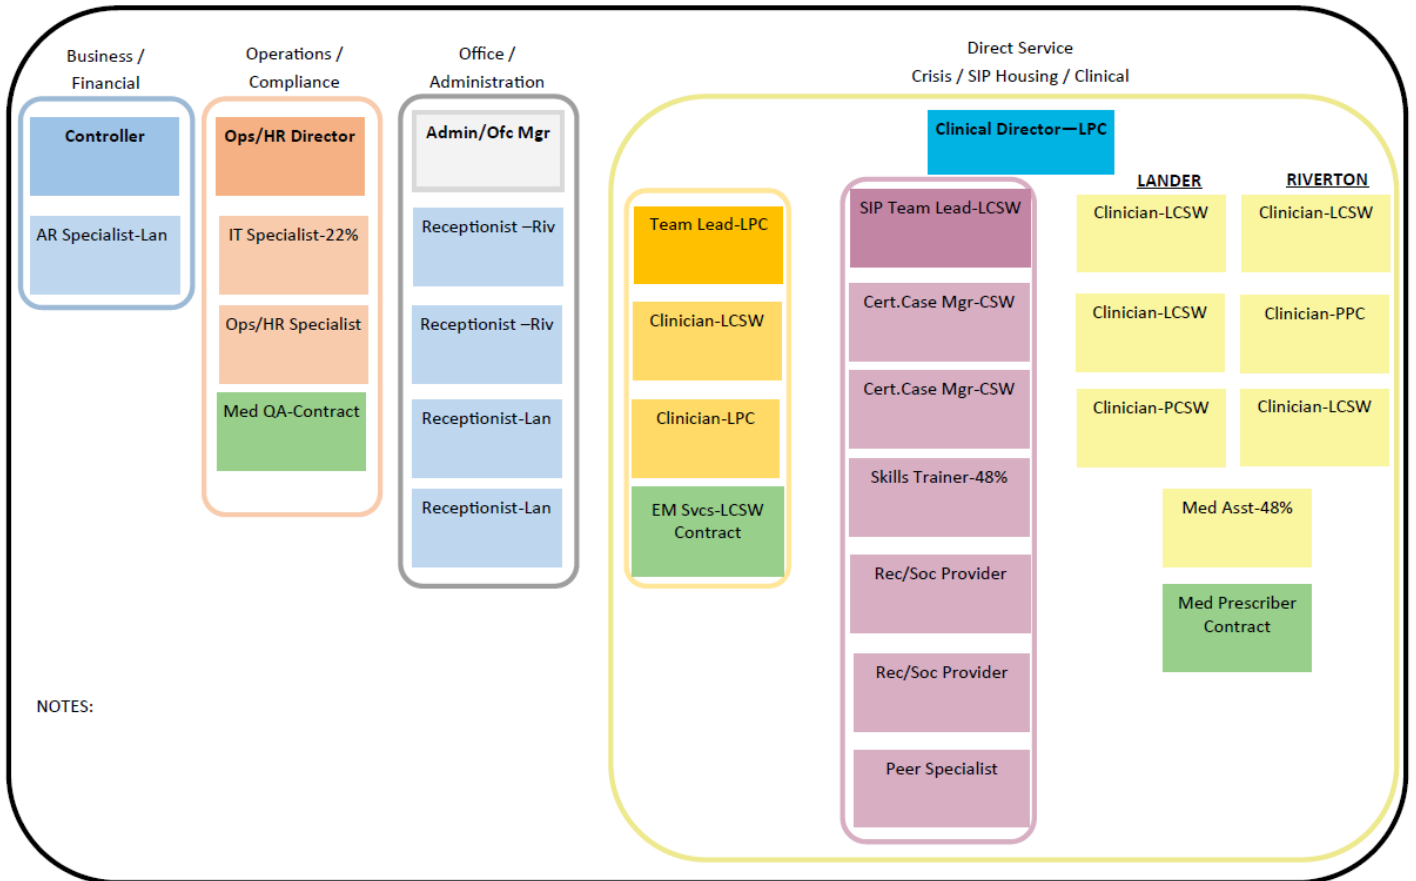 Business /
Financial
Controller
AR Specialist-Lan
Operations /
Compliance
Ops/HR Director
IT Specialist-22%
Ops/HR Specialist
Med QA-Contract
Office /
Administration
Admin/Ofc Mgr
Receptionist –Riv
Receptionist –Riv
Receptionist-Lan
Receptionist-Lan
Direct Service
Crisis / SIP Housing / Clinical
Clinical Director—LPC
Team Lead-LPC
Clinician-LCSW
Clinician-LPC
EM Svcs-LCSW
Contract
SIP Team Lead-LCSW
Cert.Case Mgr-CSW
Cert.Case Mgr-CSW
Skills Trainer-48%
Rec/Soc Provider
Rec/Soc Provider
Peer Specialist
LANDER
Clinician-LCSW
Clinician-LCSW
Clinician-PCSW
RIVERTON
Clinician-LCSW
Clinician-PPC
Clinician-LCSW
Med Asst-48%
Med Prescriber
Contract
NOTES: